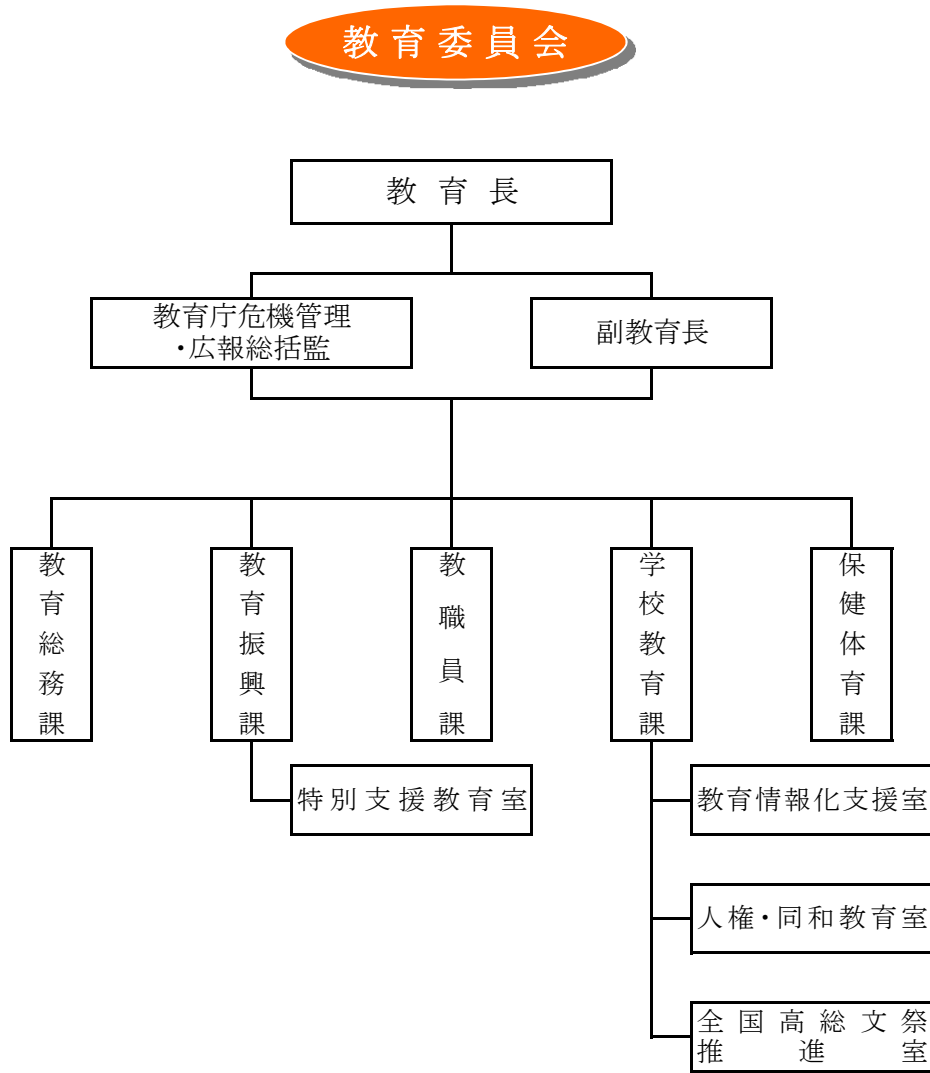 教育委員会
教育長
教育庁危機管理
・広報総括監
副教育長
教育総務課
教育振興課
教職員課
学校教育課
保健体育課
特別支援教育室
教育情報化支援室
人権・同和教育室
全国高総文祭
推進室